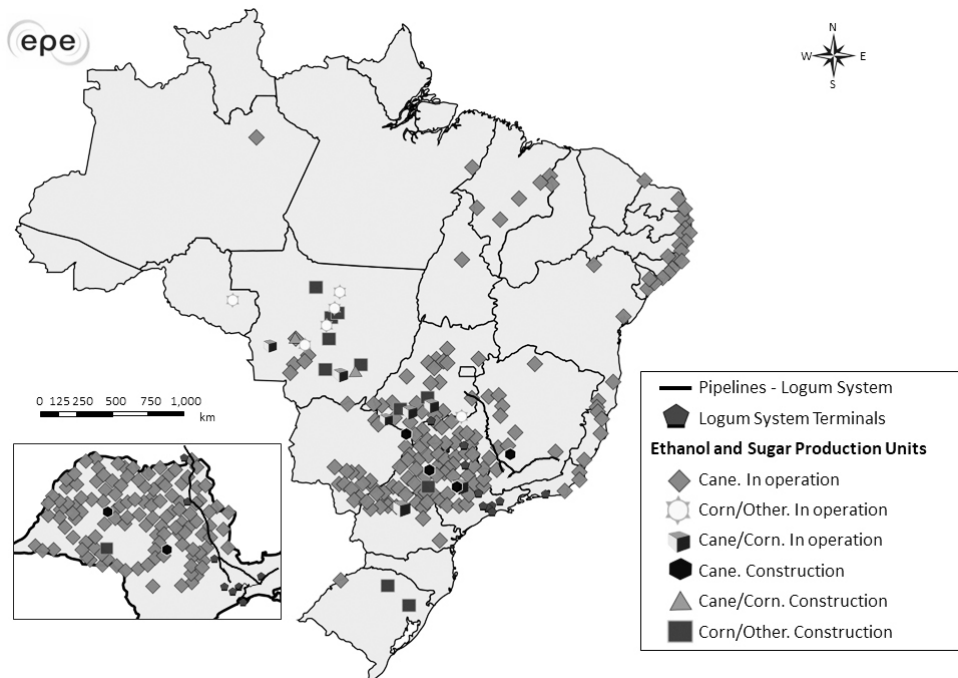 epe
N
W E
S
0 125 250 500 750 1,000
km
Pipelines - Logum System
Logum System Terminals
Ethanol and Sugar Production Units
Cane. In operation
Corn/Other. In operation
Cane/Corn. In operation
Cane. Construction
Cane/Corn. Construction
Corn/Other. Construction